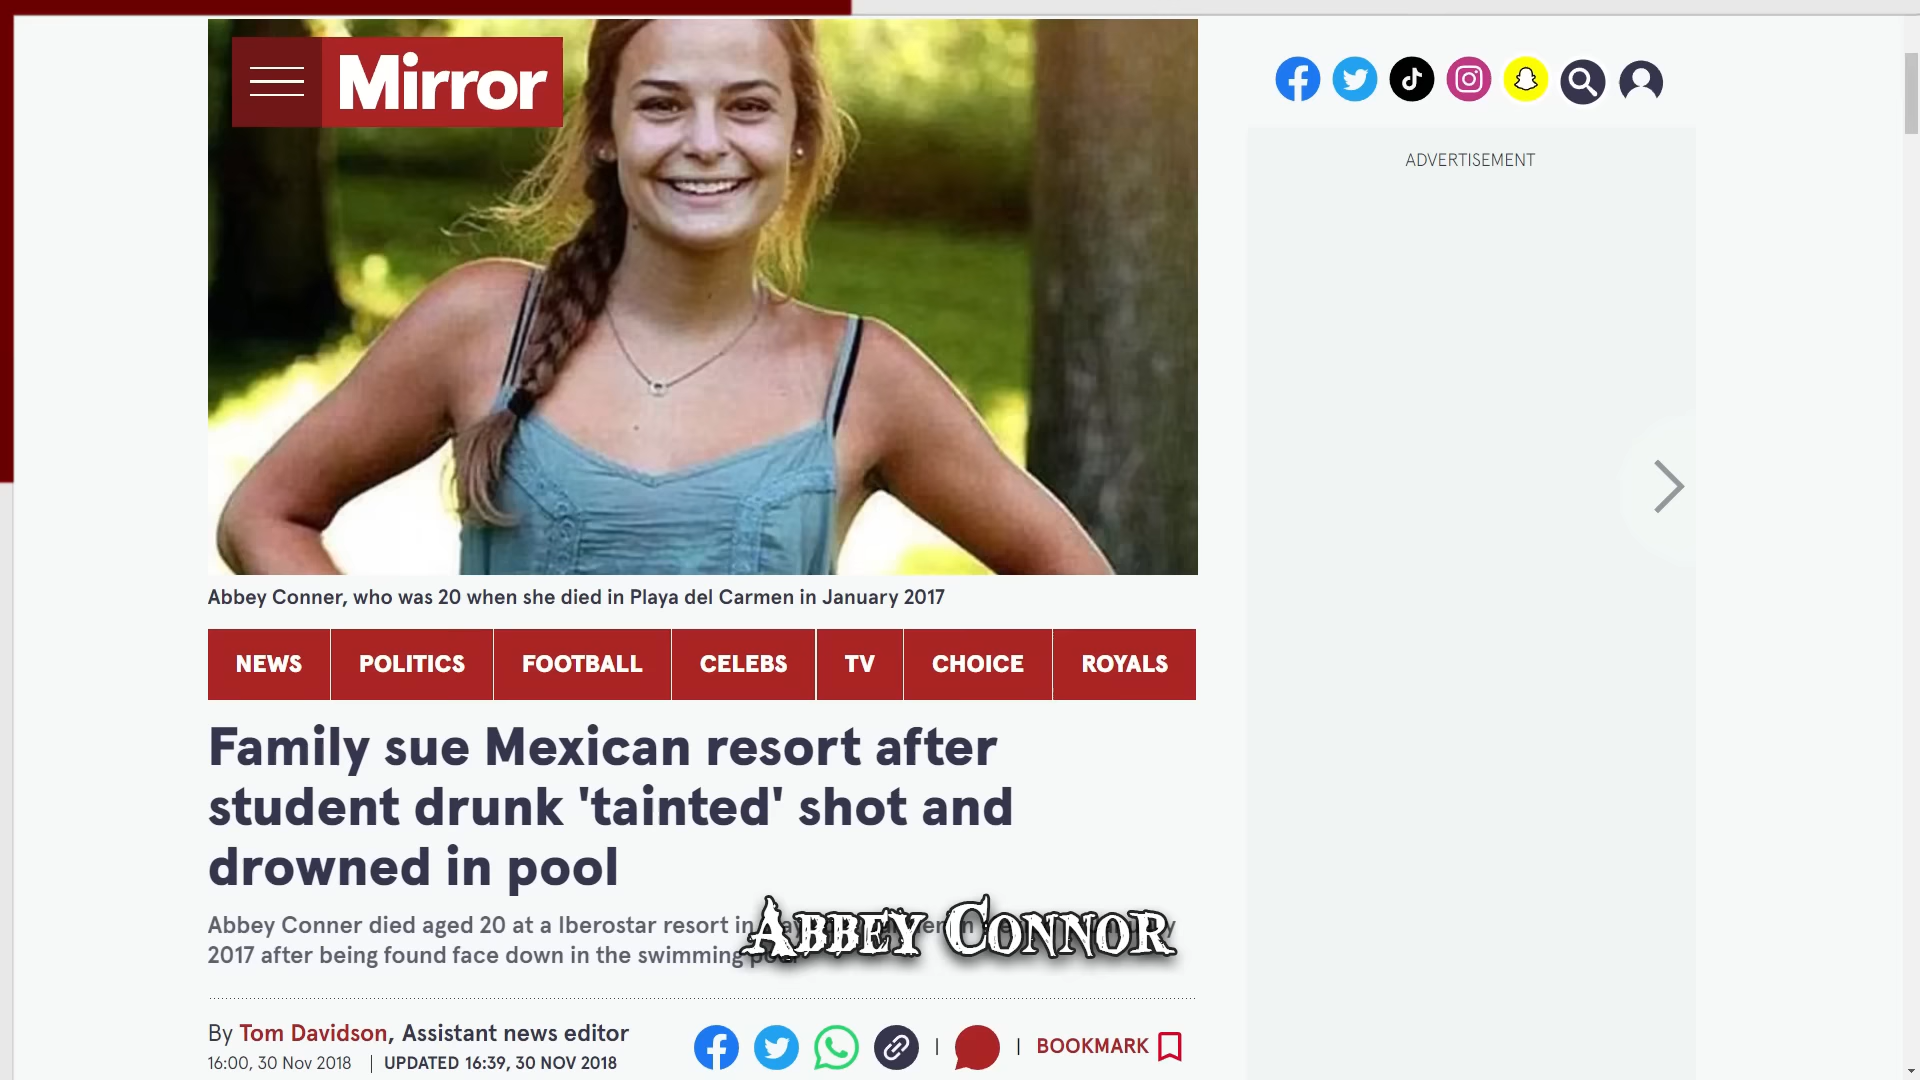 Mirror
ADVERTISEMENT
Abbey Conner, who was 20 when she died in Playa del Carmen in January 2017
NEWS POLITICS FOOTBALL CELEBS TV CHOICE ROYALS
Family sue Mexican resort after
student drunk 'tainted' shot and
drowned in pool
Abbey Conner died aged 20 at a Iberostar resort in
2017 after being found face down in the swimming
ABBEY CONNOR
By Tom Davidson, Assistant news editor
16:00, 30 Nov 2018 | UPDATED 16:39, 30 NOV 2018
| | BOOKMARK